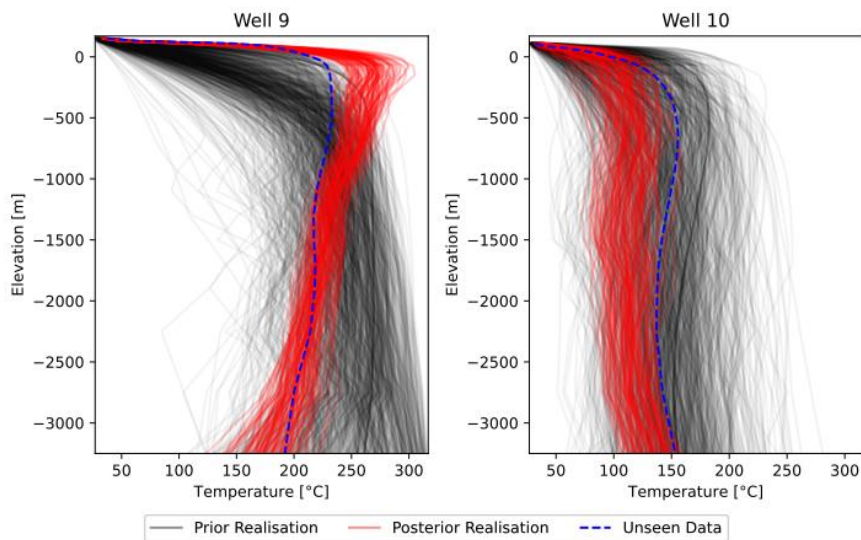 Well 9
Well 10
Elevation [m]
0
−500
−1000
−1500
−2000
−2500
−3000
50 100 150 200 250 300
Temperature [°C]
Elevation [m]
0
−500
−1000
−1500
−2000
−2500
−3000
50 100 150 200 250 300
Temperature [°C]
Prior Realisation Posterior Realisation Unseen Data